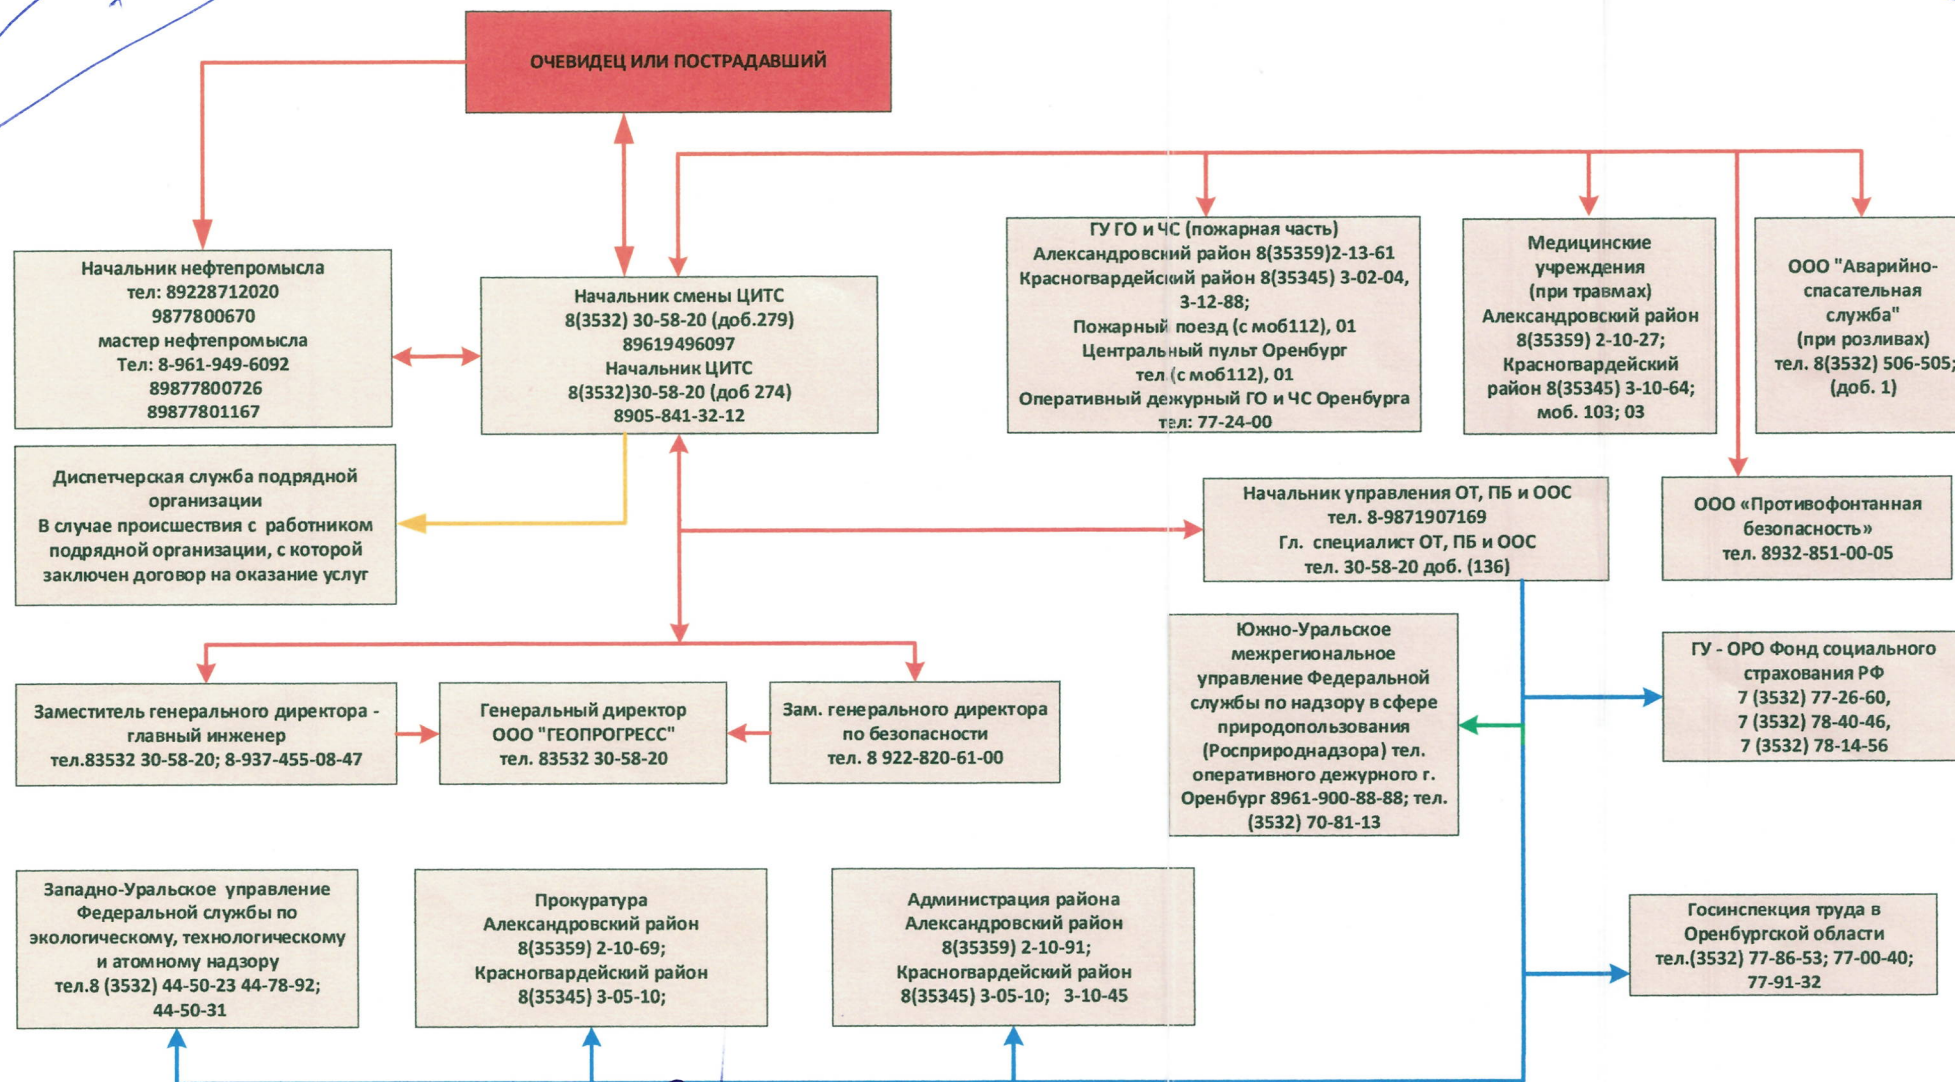 ОЧЕВИДЕЦ ИЛИ ПОСТРАДАВШИЙ
Начальник нефтепромысла
тел: 89228712020
9877800670
мастер нефтепромысла
Тел: 8-961-949-6092
89877800726
89877801167
Начальник смены ЦИТС
8(3532) 30-58-20 (доб.279)
89619496097
Начальник ЦИТС
8(3532)30-58-20 (доб 274)
8905-841-32-12
ГУ ГО и ЧС (пожарная часть)
Александровский район 8(35359)2-13-61
Красногвардейский район 8(35345) 3-02-04,
3-12-88;
Пожарный поезд (с моб112), 01
Центральный пульт Оренбург
тел (с моб112), 01
Оперативный дежурный ГО и ЧС Оренбурга
тел: 77-24-00
Медицинские
учреждения
(при травмах)
Александровский район
8(35359) 2-10-27;
Красногвардейский
район 8(35345) 3-10-64;
моб. 103; 03
ООО "Аварийно-
спасательная
служба"
(при розливах)
тел. 8(3532) 506-505;
(доб. 1)
Диспетчерская служба подрядной
организации
В случае происшествия с работником
подрядной организации, с которой
заключен договор на оказание услуг
Начальник управления ОТ, ПБ и ООС
тел. 8-9871907169
Гл. специалист ОТ, ПБ и ООС
тел. 30-58-20 доб. (136)
ООО «Противофонтанная
безопасность»
тел. 8932-851-00-05
Заместитель генерального директора -
главный инженер
тел.83532 30-58-20; 8-937-455-08-47
Генеральный директор
ООО "ГЕОПРОГРЕСС"
тел. 83532 30-58-20
Зам. генерального директора
по безопасности
тел. 8 922-820-61-00
Южно-Уральское
межрегиональное
управление Федеральной
службы по надзору в сфере
природопользования
(Росприроднадзора) тел.
оперативного дежурного г.
Оренбург 8961-900-88-88; тел.
(3532) 70-81-13
ГУ - ОРО Фонд социального
страхования РФ
7 (3532) 77-26-60,
7 (3532) 78-40-46,
7 (3532) 78-14-56
Западно-Уральское управление
Федеральной службы по
экологическому, технологическому
и атомному надзору
тел.8 (3532) 44-50-23 44-78-92;
44-50-31
Прокуратура
Александровский район
8(35359) 2-10-69;
Красногвардейский район
8(35345) 3-05-10;
Администрация района
Александровский район
8(35359) 2-10-91;
Красногвардейский район
8(35345) 3-05-10; 3-10-45
Госинспекция труда в
Оренбургской области
тел.(3532) 77-86-53; 77-00-40;
77-91-32